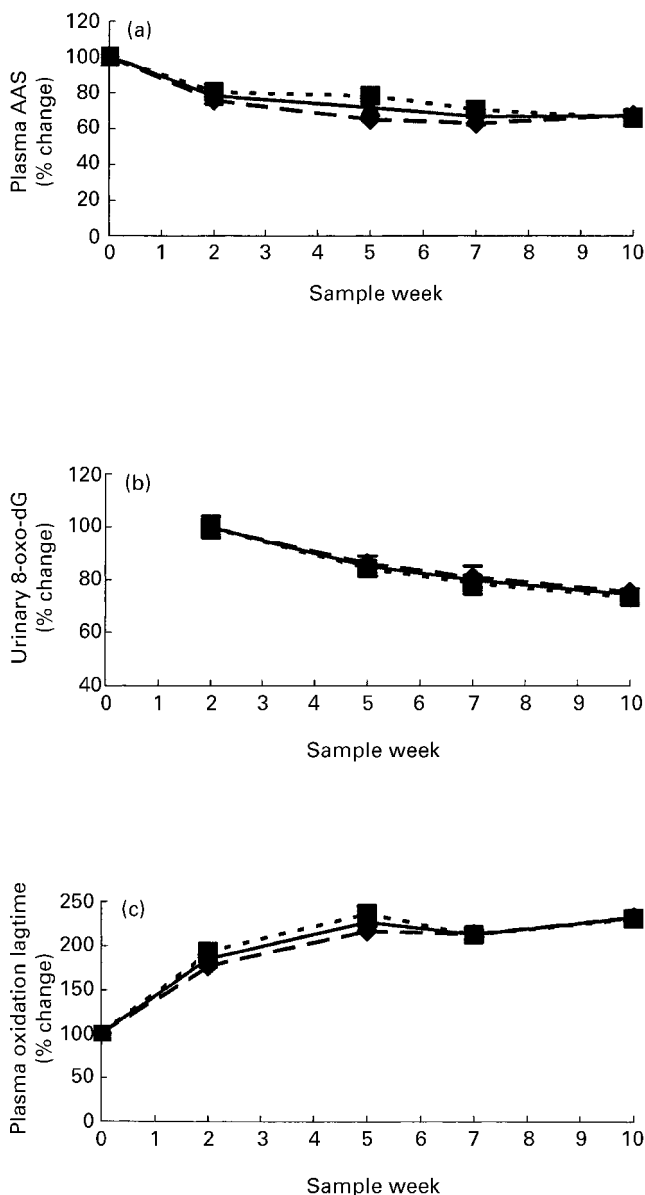 (a)
Plasma AAS
(% change)
120
100
80
60
40
20
0
0 1 2 3 4 5 6 7 8 9 10
Sample week
(b)
Urinary 8-oxo-dG
(% change)
120
100
80
60
40
0 1 2 3 4 5 6 7 8 9 10
Sample week
(c)
Plasma oxidation lagtime
(% change)
250
200
150
100
50
0
0 1 2 3 4 5 6 7 8 9 10
Sample week